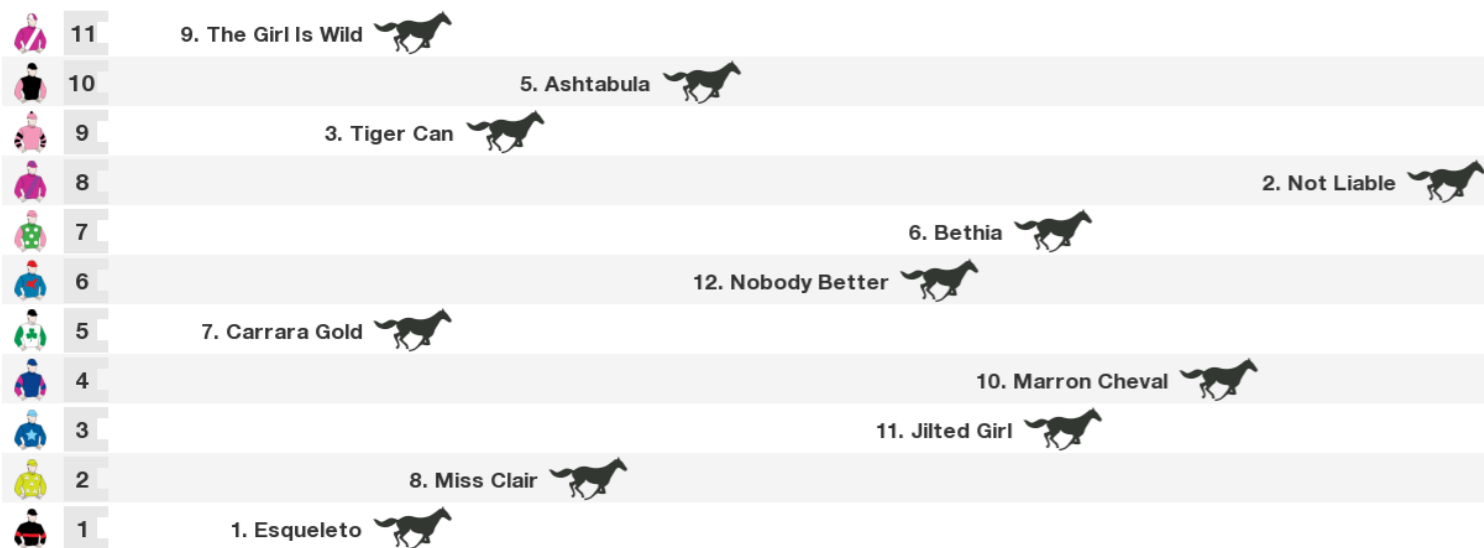 11 9. The Girl Is Wild
10 5. Ashtabula
9 3. Tiger Can
8 2. Not Liable
7 6. Bethia
6 12. Nobody Better
5 7. Carrara Gold
4 10. Marron Cheval
3 11. Jilted Girl
2 8. Miss Clair
1 1. Esqueleto